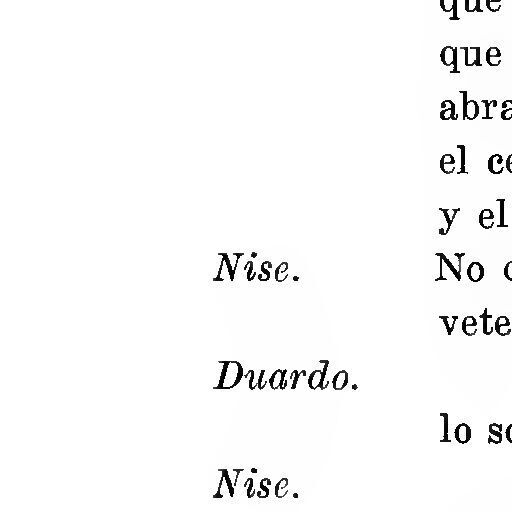 que
que
abra
el ce
y el
Nise. No
vete
Duardo.
lo so
Nise.